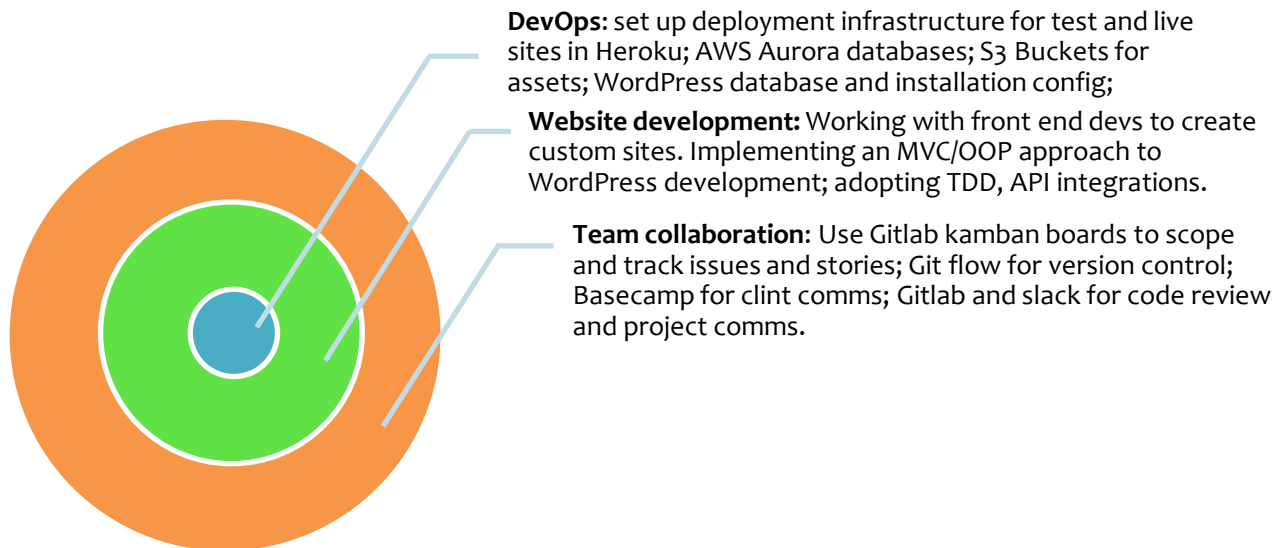 DevOps: set up deployment infrastructure for test and live
sites in Heroku; AWS Aurora databases; S3 Buckets for
assets; WordPress database and installation config;
Website development: Working with front end devs to create
custom sites. Implementing an MVC/OOP approach to
WordPress development; adopting TDD, API integrations.
Team collaboration: Use Gitlab kamban boards to scope
and track issues and stories; Git flow for version control;
Basecamp for clint comms; Gitlab and slack for code review
and project comms.